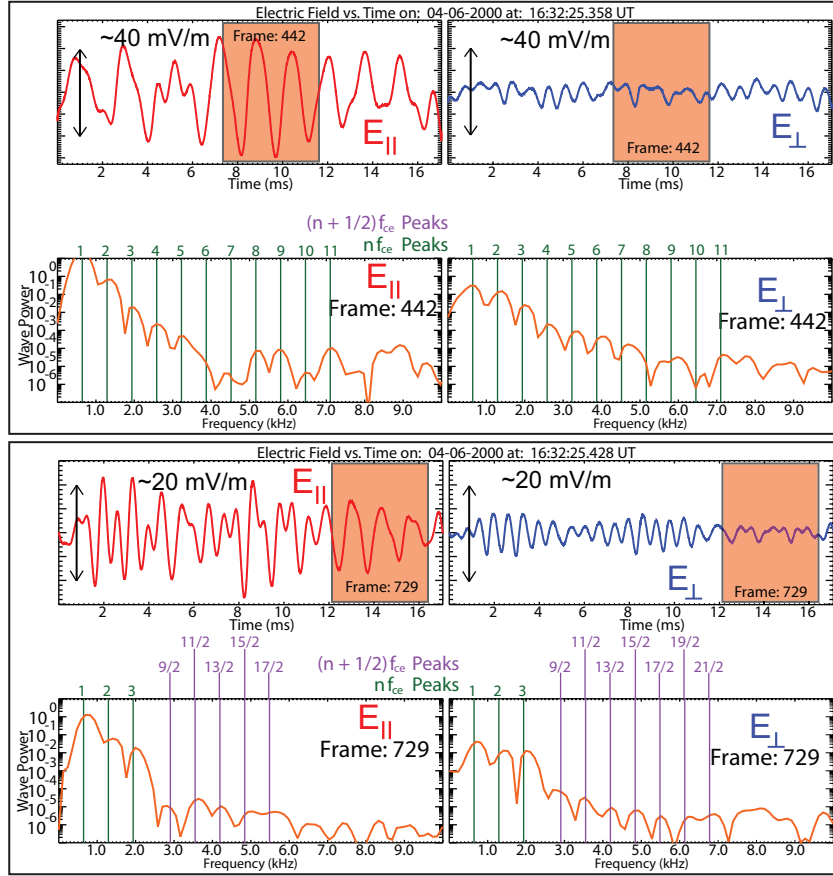 Electric Field vs. Time on: 04-06-2000 at: 16:32:25.358 UT
~40 mV/m
Frame: 442
E||
~40 mV/m
Frame: 442
E⊥
2 4 6 8 10 12 14 16
Time (ms)
2 4 6 8 10 12 14 16
Time (ms)
(n + 1/2) fce Peaks
n fce Peaks
1 2 3 4 5 6 7 8 9 10 11
1 2 3 4 5 6 7 8 9 10 11
Wave Power
10^0
10^-1
10^-2
10^-3
10^-4
10^-5
10^-6
E||
Frame: 442
E⊥
Frame: 442
1.0 2.0 3.0 4.0 5.0 6.0 7.0 8.0 9.0
Frequency (kHz)
1.0 2.0 3.0 4.0 5.0 6.0 7.0 8.0 9.0
Frequency (kHz)
Electric Field vs. Time on: 04-06-2000 at: 16:32:25.428 UT
~20 mV/m
E||
Frame: 729
~20 mV/m
E⊥
Frame: 729
2 4 6 8 10 12 14 16
Time (ms)
2 4 6 8 10 12 14 16
Time (ms)
11/2 15/2
9/2 13/2 17/2
(n + 1/2) fce Peaks
n fce Peaks
11/2 15/2 19/2
9/2 13/2 17/2 21/2
1 2 3
1 2 3
Wave Power
10^0
10^-1
10^-2
10^-3
10^-4
10^-5
10^-6
E||
Frame: 729
E⊥
Frame: 729
1.0 2.0 3.0 4.0 5.0 6.0 7.0 8.0 9.0
Frequency (kHz)
1.0 2.0 3.0 4.0 5.0 6.0 7.0 8.0 9.0
Frequency (kHz)